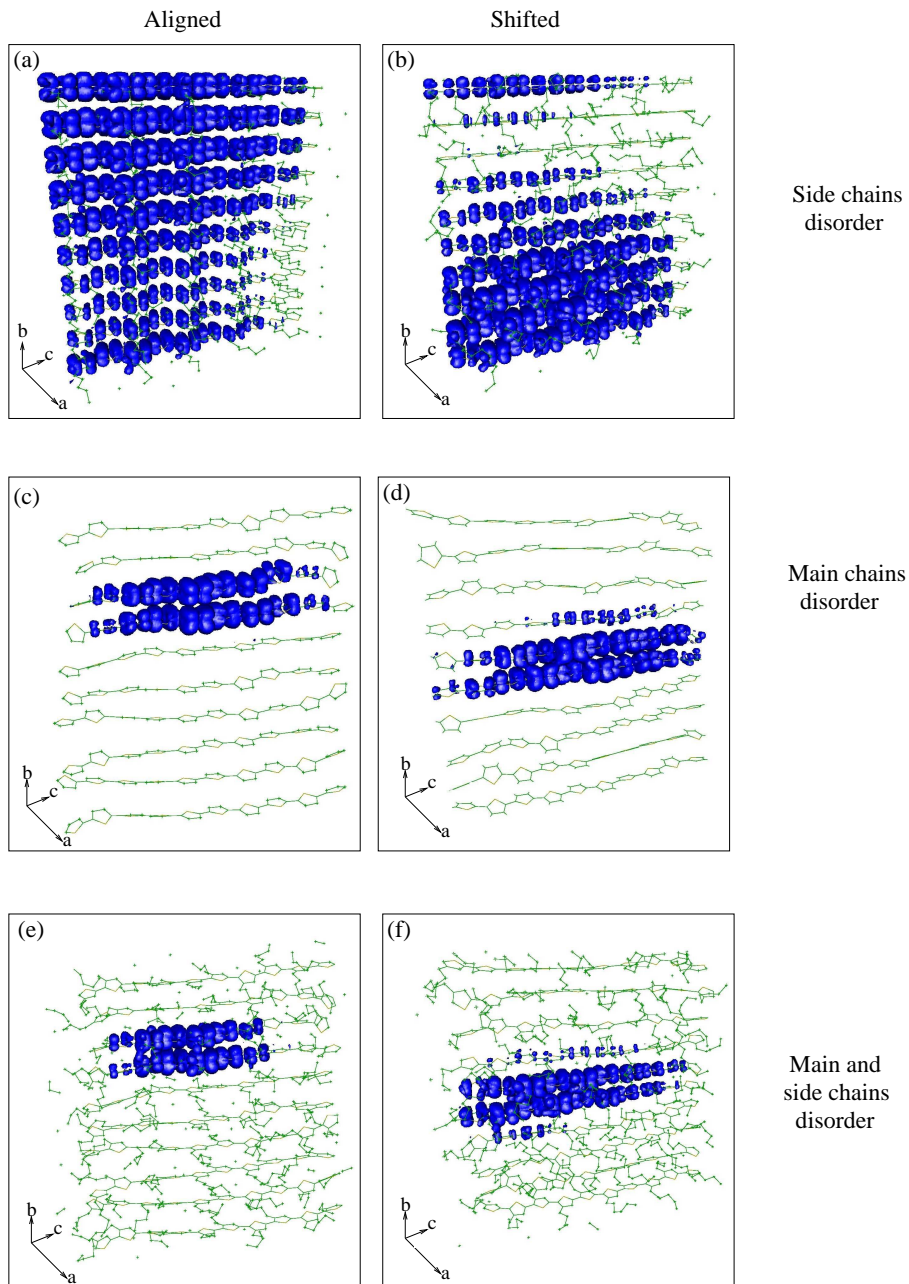 Aligned
Shifted
(a)
(b)
b
c
a
b
c
a
Side chains
disorder
(c)
(d)
b
c
a
b
c
a
Main chains
disorder
(e)
(f)
b
c
a
b
c
a
Main and
side chains
disorder